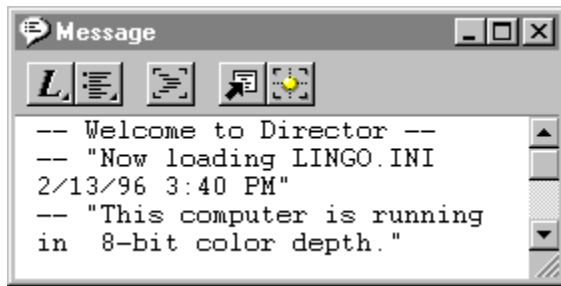 Message
L
-- Welcome to Director --
-- "Now loading LINGO.INI
2/13/96 3:40 PM"
-- "This computer is running
in  8-bit color depth."